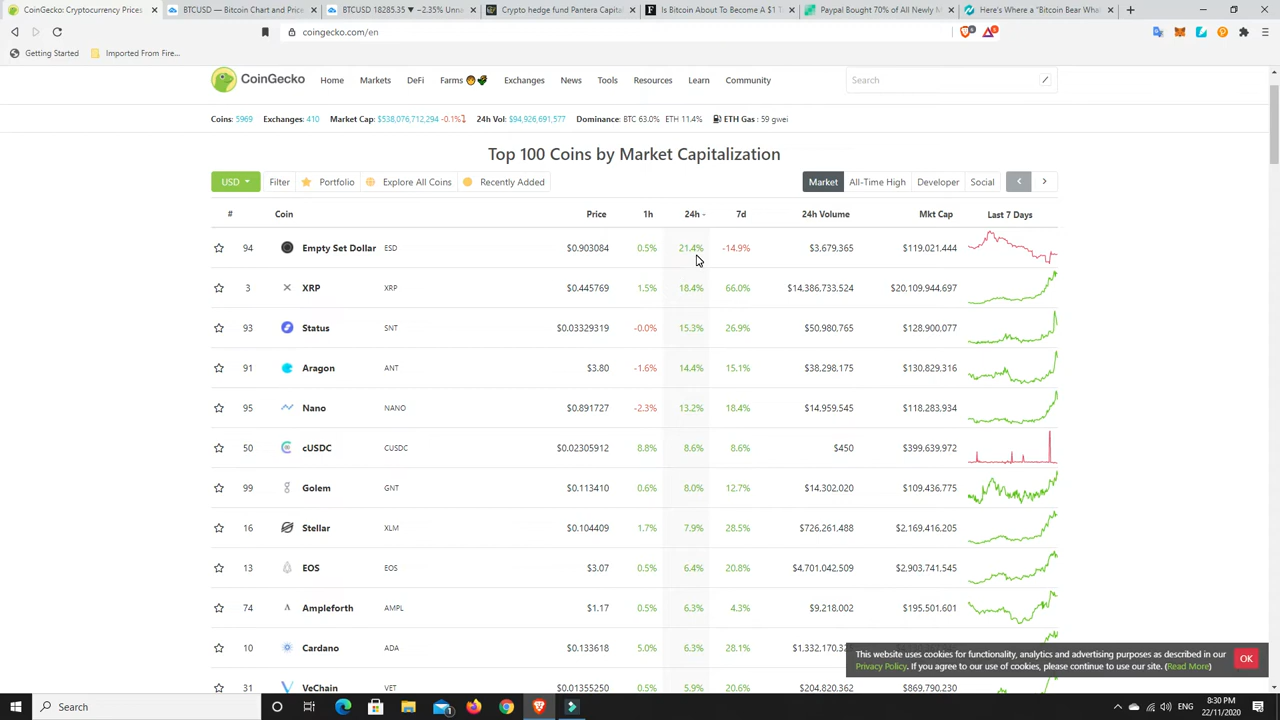 CoinGecko: Cryptocurrency Prices
BTCUSD — Bitcoin Chart and Price
BTCUSD 18285.35 ▼ −2.35% Unna
Crypto hedge fund Pantera Capital
Is Bitcoin About To Become A $1 T
Paypal Bought 70% of All Newly M
Here's Where a "Bitcoin Bear Wha
coingecko.com/en
Getting Started
Imported From Fire...
CoinGecko
Home Markets DeFi Farms Exchanges News Tools Resources Learn Community
Search /
Coins: 5969 Exchanges: 410 Market Cap: $538,076,712,294 -0.1% 24h Vol: $94,926,691,577 Dominance: BTC 63.0% ETH 11.4% ETH Gas : 59 gwei
Top 100 Coins by Market Capitalization
USD Filter Portfolio Explore All Coins Recently Added Market All-Time High Developer Social < >
# Coin Price 1h 24h 7d 24h Volume Mkt Cap Last 7 Days
94 Empty Set Dollar ESD $0.903084 0.5% 21.4% -14.9% $3,679,365 $119,021,444
3 XRP XRP $0.445769 1.5% 18.4% 66.0% $14,386,733,524 $20,109,944,697
93 Status SNT $0.03329319 -0.0% 15.3% 26.9% $50,980,765 $128,900,077
91 Aragon ANT $3.80 -1.6% 14.4% 15.1% $38,298,175 $130,829,316
95 Nano NANO $0.891727 -2.3% 13.2% 18.4% $14,959,545 $118,283,934
50 cUSDC CUSDC $0.02305912 8.8% 8.6% 8.6% $450 $399,639,972
99 Golem GNT $0.113410 0.6% 8.0% 12.7% $14,302,020 $109,436,775
16 Stellar XLM $0.104409 1.7% 7.9% 28.5% $726,261,488 $2,169,416,205
13 EOS EOS $3.07 0.5% 6.4% 20.8% $4,701,042,509 $2,903,741,545
74 Ampleforth AMPL $1.17 0.5% 6.3% 4.3% $9,218,002 $195,501,601
10 Cardano ADA $0.133618 5.0% 6.3% 28.1%
31 VeChain VET $0.01355250 0.5% 5.9% 20.6% $204,820,362 $869,790,230
This website uses cookies for functionality, analytics and advertising purposes as described in our
Privacy Policy. If you agree to our use of cookies, please continue to use our site. (Read More)
OK
Search
ENG
8:30 PM
22/11/2020